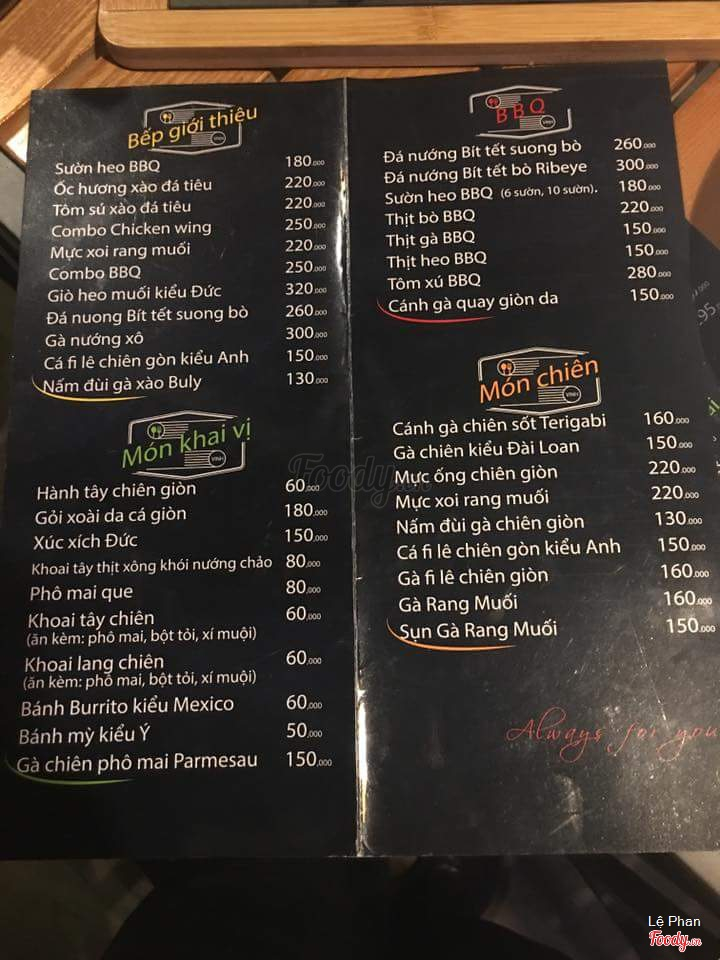 Bếp giới thiệu
Sườn heo BBQ 180.000
Ốc hương xào đá tiêu 220.000
Tôm sú xào đá tiêu 220.000
Combo Chicken wing 250.000
Mực xoi rang muối 220.000
Combo BBQ 250.000
Giò heo muối kiểu Đức 320.000
Đá nuong Bít tết suong bò 260.000
Gà nướng xô 300.000
Cá fi lê chiên gòn kiểu Anh 150.000
Nấm đùi gà xào Buly 130.000
Món khai vị
Hành tây chiên giòn 60.000
Gỏi xoài da cá giòn 180.000
Xúc xích Đức 150.000
Khoai tây thịt xông khói nướng chảo 80.000
Phô mai que 80.000
Khoai tây chiên 60.000
(ăn kèm: phô mai, bột tỏi, xí muội)
Khoai lang chiên 60.000
(ăn kèm: phô mai, bột tỏi, xí muội)
Bánh Burrito kiểu Mexico 60.000
Bánh mỳ kiểu Ý 50.000
Gà chiên phô mai Parmesau 150.000
BBQ
Đá nướng Bít tết suong bò 260.000
Đá nướng Bít tết bò Ribeye 300.000
Sườn heo BBQ (6 sườn, 10 sườn). 180.000
Thịt bò BBQ 220.000
Thịt gà BBQ 150.000
Thịt heo BBQ 150.000
Tôm xú BBQ 280.000
Cánh gà quay giòn da 150.000
Món chiên
Cánh gà chiên sốt Terigabi 160.000
Gà chiên kiểu Đài Loan 150.000
Mực ống chiên giòn 220.000
Mực xoi rang muối 220.000
Nấm đùi gà chiên giòn 130.000
Cá fi lê chiên gòn kiểu Anh 150.000
Gà fi lê chiên giòn 160.000
Gà Rang Muối 160.000
Sụn Gà Rang Muối 150.000
Always for you
Foody.vn
Lệ Phan
Foody.vn